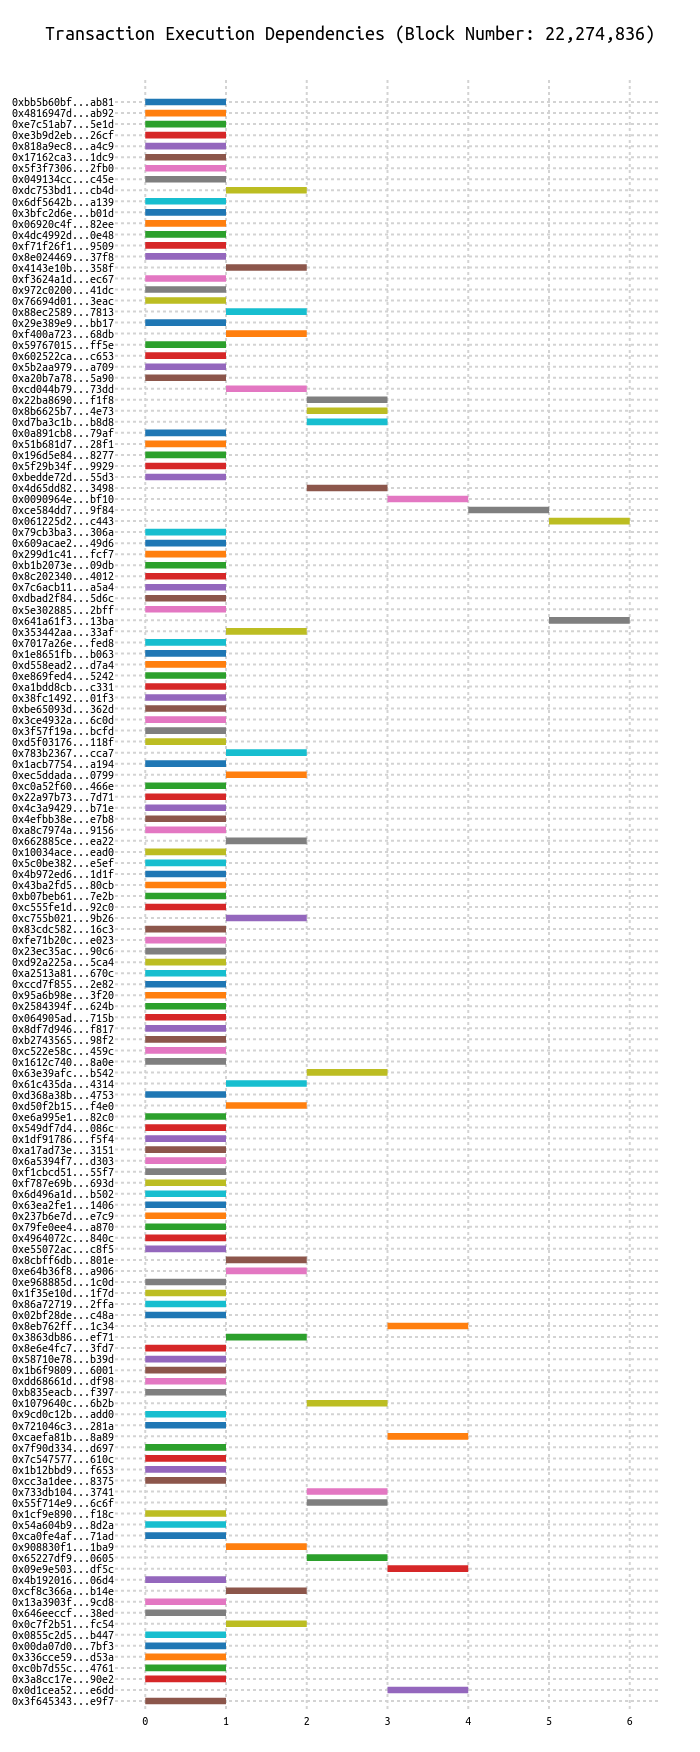 Transaction Execution Dependencies (Block Number: 22,274,836)
0xbb5b60bf...ab81
0x4816947d...ab92
0xe7c51ab7...5e1d
0xe3b9d2eb...26cf
0x818a9ec8...a4c9
0x17162ca3...1dc9
0x5f3f7306...2fb0
0x049134cc...c45e
0xdc753bd1...cb4d
0x6df5642b...a139
0x3bfc2d6e...b01d
0x06920c4f...82ee
0x4dc4992d...0e48
0xf71f26f1...9509
0x8e024469...37f8
0x4143e10b...358f
0xf3624a1d...ec67
0x972c0200...41dc
0x76694d01...3eac
0x88ec2589...7813
0x29e389e9...bb17
0xf400a723...68db
0x59767015...ff5e
0x602522ca...c653
0x5b2aa979...a709
0xa20b7a78...5a90
0xcd044b79...73dd
0x22ba8690...f1f8
0x8b6625b7...4e73
0xd7ba3c1b...b8d8
0x0a891cb8...79af
0x51b681d7...28f1
0x196d5e84...8277
0x5f29b34f...9929
0xbedde72d...55d3
0x4d65dd82...3498
0x0090964e...bf10
0xce584dd7...9f84
0x061225d2...c443
0x79cb3ba3...306a
0x609acae2...49d6
0x299d1c41...fcf7
0xb1b2073e...09db
0x8c202340...4012
0x7c6acb11...a5a4
0xdbad2f84...5d6c
0x5e302885...2bff
0x641a61f3...13ba
0x353442aa...33af
0x7017a26e...fed8
0x1e8651fb...b063
0xd558ead2...d7a4
0xe869fed4...5242
0xa1bdd8cb...c331
0x38fc1492...01f3
0xbe65093d...362d
0x3ce4932a...6c0d
0x3f57f19a...bcfd
0xd5f03176...118f
0x783b2367...cca7
0x1acb7754...a194
0xec5ddada...0799
0xc0a52f60...466e
0x22a97b73...7d71
0x4c3a9429...b71e
0x4efbb38e...e7b8
0xa8c7974a...9156
0x662885ce...ea22
0x10034ace...ead0
0x5c0be382...e5ef
0x4b972ed6...1d1f
0x43ba2fd5...80cb
0xb07beb61...7e2b
0xc555fe1d...92c0
0xc755b021...9b26
0x83cdc582...16c3
0xfe71b20c...e023
0x23ec35ac...90c6
0xd92a225a...5ca4
0xa2513a81...670c
0xccd7f855...2e82
0x95a6b98e...3f20
0x2584394f...624b
0x064905ad...715b
0x8df7d946...f817
0xb2743565...98f2
0xc522e58c...459c
0x1612c740...8a0e
0x63e39afc...b542
0x61c435da...4314
0xd368a38b...4753
0xd50f2b15...f4e0
0xe6a995e1...82c0
0x549df7d4...086c
0x1df91786...f5f4
0xa17ad73e...3151
0x6a5394f7...d303
0xf1cbcd51...55f7
0xf787e69b...693d
0x6d496a1d...b502
0x63ea2fe1...1406
0x237b6e7d...e7c9
0x79fe0ee4...a870
0x4964072c...840c
0xe55072ac...c8f5
0x8cbff6db...801e
0xe64b36f8...a906
0xe968885d...1c0d
0x1f35e10d...1f7d
0x86a72719...2ffa
0x02bf28de...c48a
0x8eb762ff...1c34
0x3863db86...ef71
0x8e6e4fc7...3fd7
0x58710e78...b39d
0x1b6f9809...6001
0xdd68661d...df98
0xb835eacb...f397
0x1079640c...6b2b
0x9cd0c12b...add0
0x721046c3...281a
0xcaefa81b...8a89
0x7f90d334...d697
0x7c547577...610c
0x1b12bbd9...f653
0xcc3a1dee...8375
0x733db104...3741
0x55f714e9...6c6f
0x1cf9e890...f18c
0x54a604b9...8d2a
0xca0fe4af...71ad
0x908830f1...1ba9
0x65227df9...0605
0x09e9e503...df5c
0x4b192016...06d4
0xcf8c366a...b14e
0x13a3903f...9cd8
0x646eeccf...38ed
0x0c7f2b51...fc54
0x0855c2d5...b447
0x00da07d0...7bf3
0x336cce59...d53a
0xc0b7d55c...4761
0x3a8cc17e...90e2
0x0d1cea52...e6dd
0x3f645343...e9f7
0 1 2 3 4 5 6